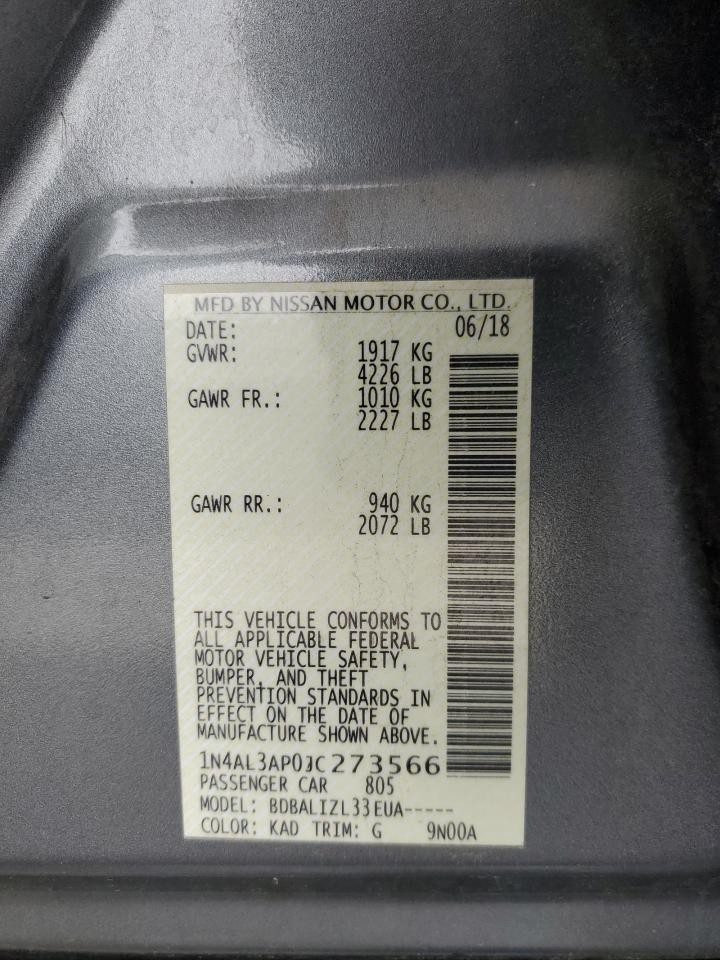 MFD BY NISSAN MOTOR CO., LTD.
DATE: 06/18
GVWR: 1917 KG
4226 LB
GAWR FR.: 1010 KG
2227 LB
GAWR RR.: 940 KG
2072 LB
THIS VEHICLE CONFORMS TO
ALL APPLICABLE FEDERAL
MOTOR VEHICLE SAFETY,
BUMPER, AND THEFT
PREVENTION STANDARDS IN
EFFECT ON THE DATE OF
MANUFACTURE SHOWN ABOVE.
1N4AL3AP0JC273566
PASSENGER CAR 805
MODEL: BDBALIZL33EUA-----
COLOR: KAD TRIM: G 9N00A